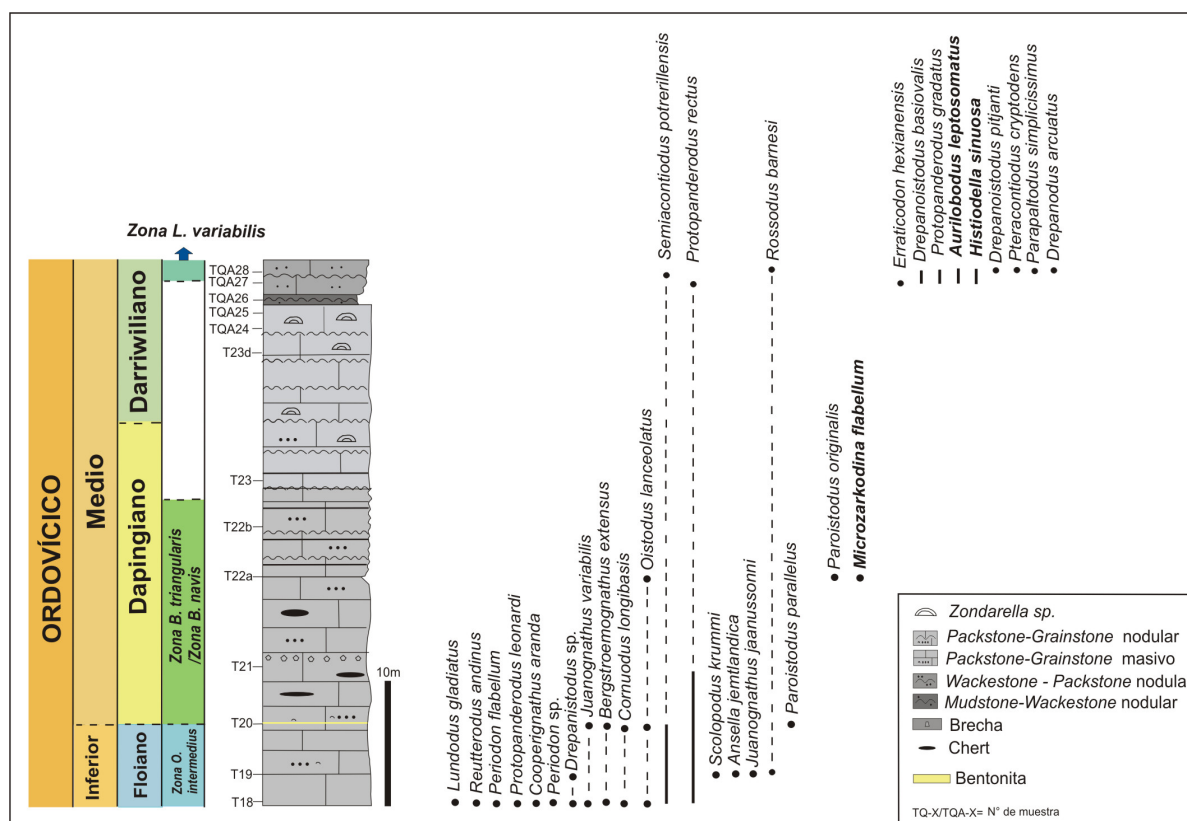 Zona L. variabilis
ORDOVÍCICO
Medio
Inferior
Darriwiliano
Dapingiano
Floiano
Zona B. triangularis
/Zona B. navis
Zona O.
intermedius
TQA28
TQA27
TQA26
TQA25
TQA24
T23d
T23
T22b
T22a
T21
T20
T19
T18
10m
Lundodus gladiatus
Reutterodus andinus
Periodon flabellum
Protopanderodus leonardi
Cooperignathus aranda
Periodon sp.
Drepanistodus sp.
Juanognathus variabilis
Bergstroemognathus extensus
Cornuodus longibasis
Oistodus lanceolatus
Semiacontiodus potrerillensis
Protopanderodus rectus
Scolopodus krummi
Ansella jemtlandica
Juanognathus jaanussonni
Rossodus barnesi
Paroistodus parallelus
Paroistodus originalis
Microzarkodina flabellum
Erraticodon hexianensis
Drepanoistodus basiovalis
Protopanderodus gradatus
Aurilobodus leptosomatus
Histiodella sinuosa
Drepanoistodus pitjanti
Pteracontiodus cryptodens
Parapaltodus simplicissimus
Drepanodus arcuatus
Zondarella sp.
Packstone-Grainstone nodular
Packstone-Grainstone masivo
Wackestone - Packstone nodula
Mudstone-Wackestone nodular
Brecha
Chert
Bentonita
TQ-X/TQA-X= N° de muestra